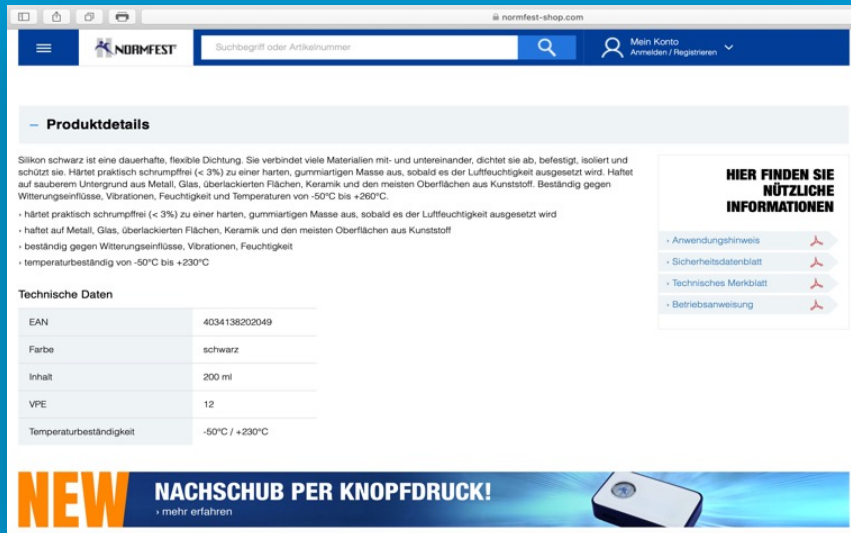 normfest-shop.com
NORMFEST
Suchbegriff oder Artikelnummer
Mein Konto
Anmelden / Registrieren
– Produktdetails
Silikon schwarz ist eine dauerhafte, flexible Dichtung. Sie verbindet viele Materialien mit- und untereinander, dichtet sie ab, befestigt, isoliert und
schützt sie. Härtet praktisch schrumpffrei (< 3%) zu einer harten, gummiartigen Masse aus, sobald es der Luftfeuchtigkeit ausgesetzt wird. Haftet
auf sauberem Untergrund aus Metall, Glas, überlackierten Flächen, Keramik und den meisten Oberflächen aus Kunststoff. Beständig gegen
Witterungseinflüsse, Vibrationen, Feuchtigkeit und Temperaturen von -50°C bis +260°C.
› härtet praktisch schrumpffrei (< 3%) zu einer harten, gummiartigen Masse aus, sobald es der Luftfeuchtigkeit ausgesetzt wird
› haftet auf Metall, Glas, überlackierten Flächen, Keramik und den meisten Oberflächen aus Kunststoff
› beständig gegen Witterungseinflüsse, Vibrationen, Feuchtigkeit
› temperaturbeständig von -50°C bis +230°C
HIER FINDEN SIE
NÜTZLICHE
INFORMATIONEN
› Anwendungshinweis
› Sicherheitsdatenblatt
› Technisches Merkblatt
› Betriebsanweisung
Technische Daten
EAN 4034138202049
Farbe schwarz
Inhalt 200 ml
VPE 12
Temperaturbeständigkeit -50°C / +230°C
NEW
NACHSCHUB PER KNOPFDRUCK!
› mehr erfahren